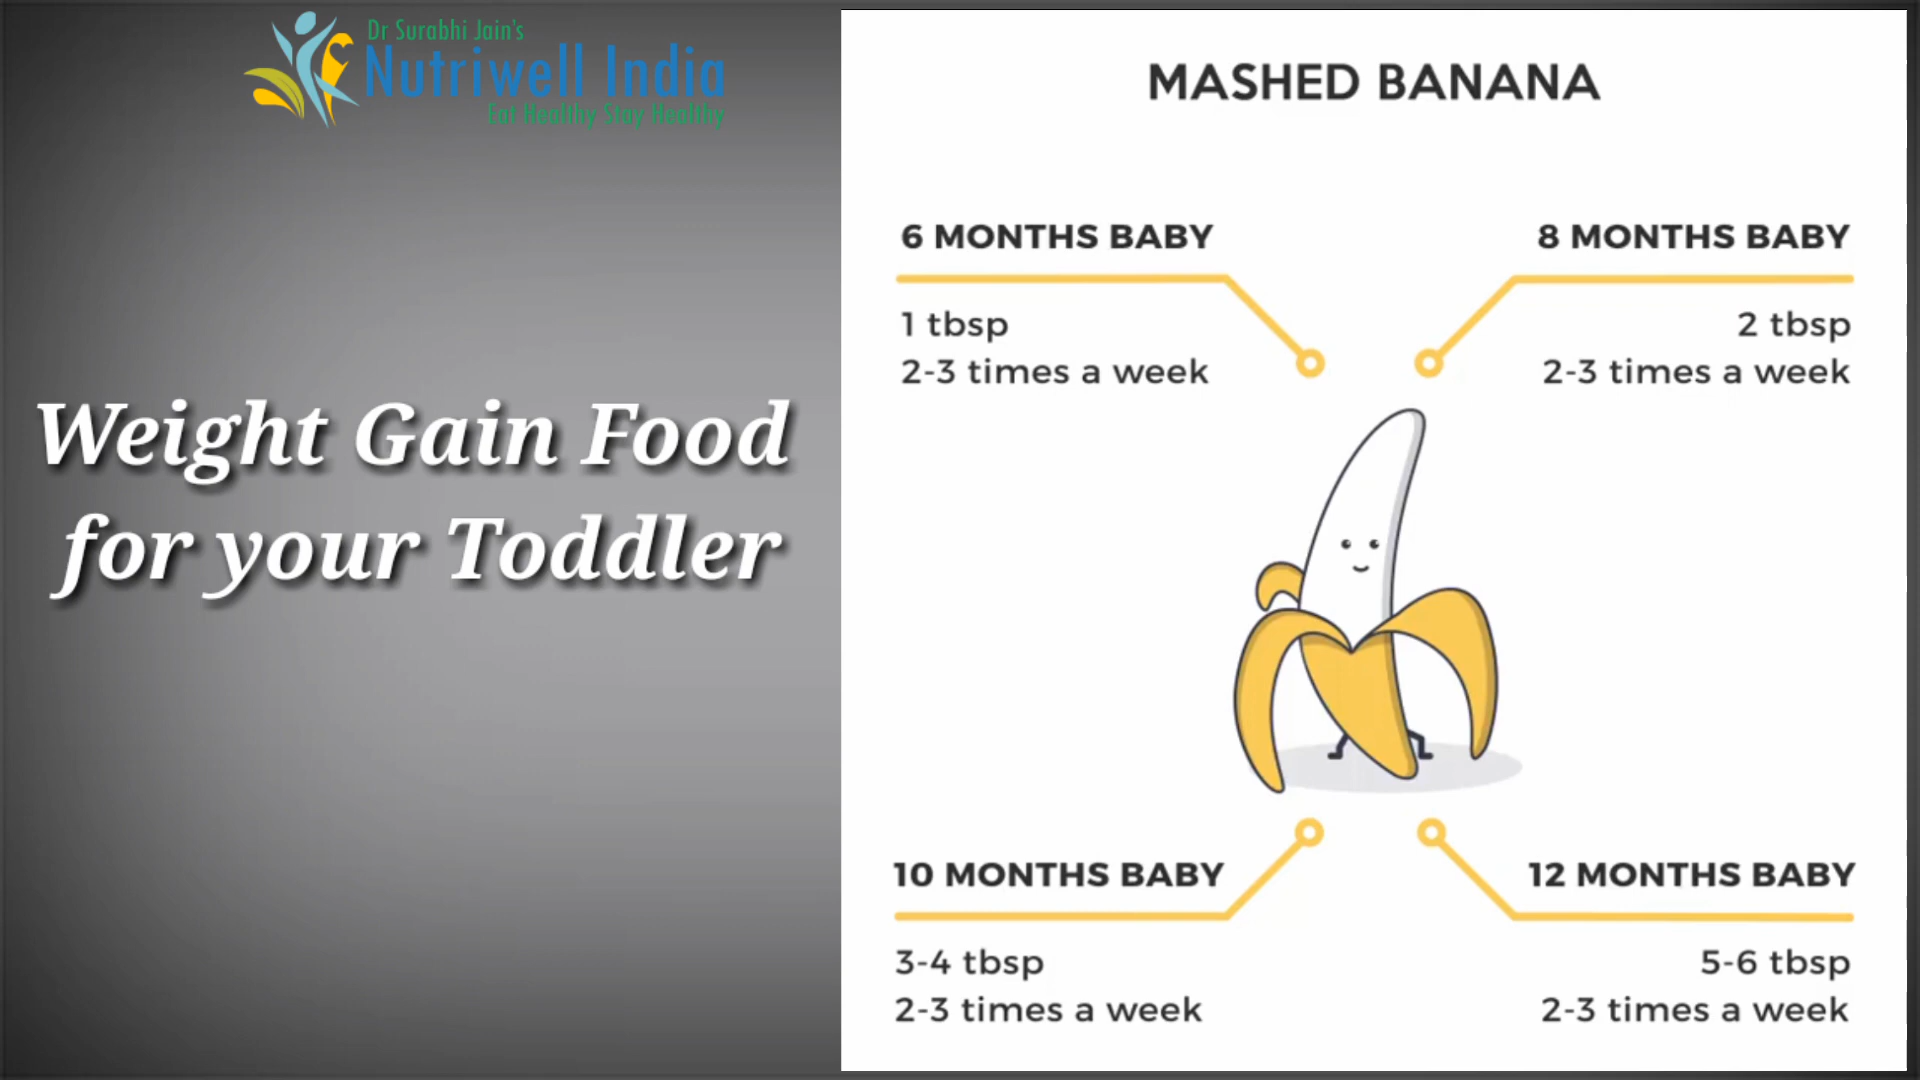 Dr Surabhi Jain's
Nutriwell India
Eat Healthy Stay Healthy
Weight Gain Food
for your Toddler
MASHED BANANA
6 MONTHS BABY
1 tbsp
2-3 times a week
8 MONTHS BABY
2 tbsp
2-3 times a week
10 MONTHS BABY
3-4 tbsp
2-3 times a week
12 MONTHS BABY
5-6 tbsp
2-3 times a week